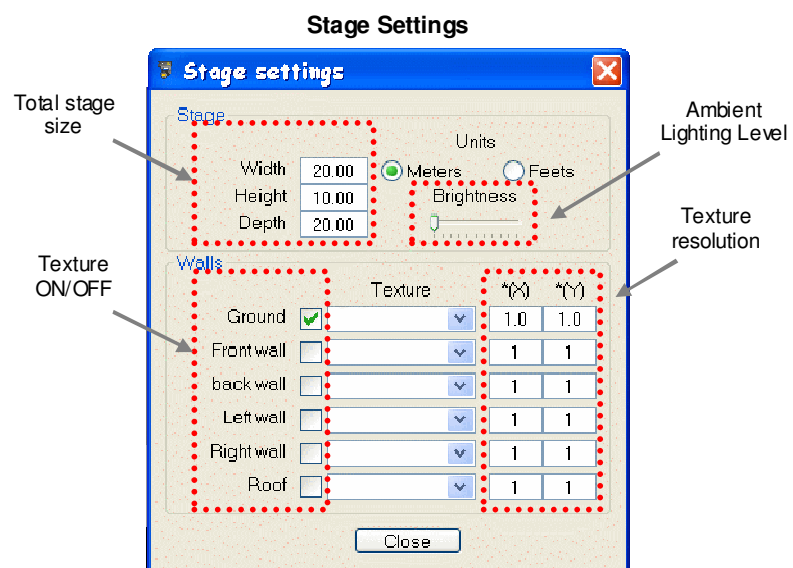 Stage Settings
Stage settings
Total stage
size
Stage
Units
Width 20.00 Meters Feets
Height 10.00 Brightness
Depth 20.00
Ambient
Lighting Level
Texture
resolution
Walls
Texture
ON/OFF
Texture *(X) *(Y)
Ground 1.0 1.0
Front wall 1 1
back wall 1 1
Left wall 1 1
Right wall 1 1
Roof 1 1
Close